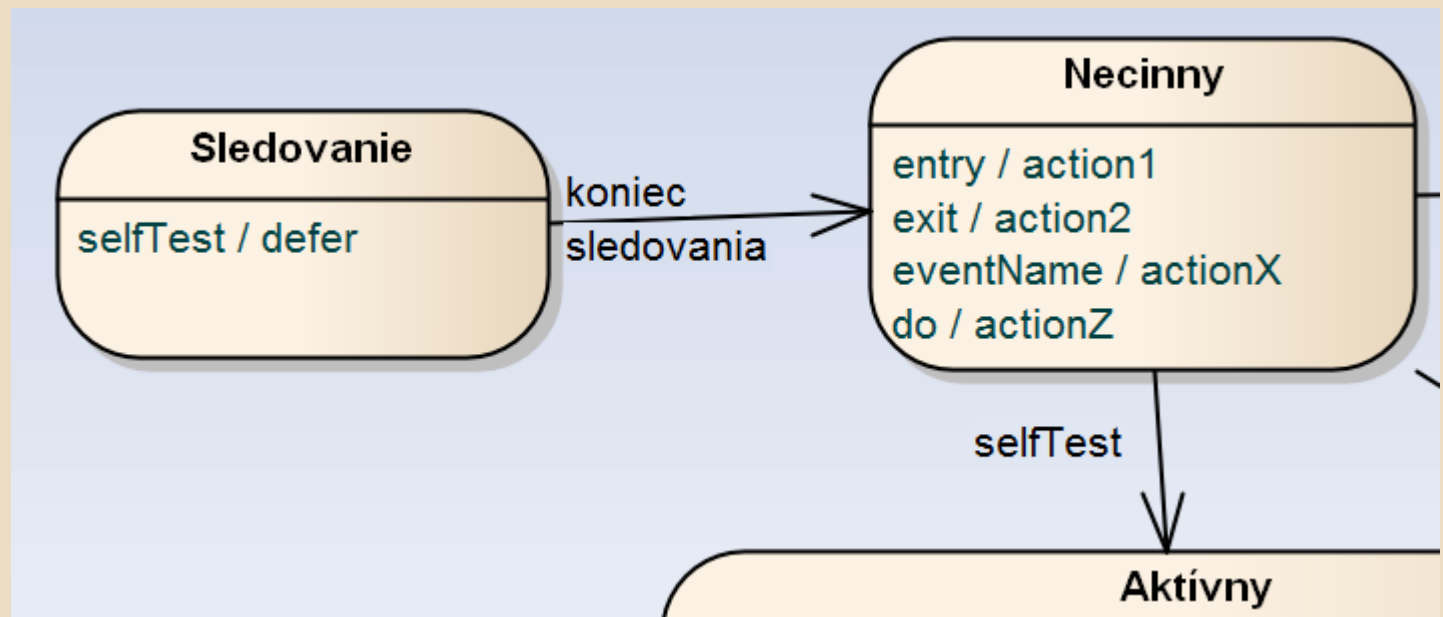 Sledovanie
selfTest / defer
koniec
sledovania
Necinny
entry / action1
exit / action2
eventName / actionX
do / actionZ
selfTest
Aktívny